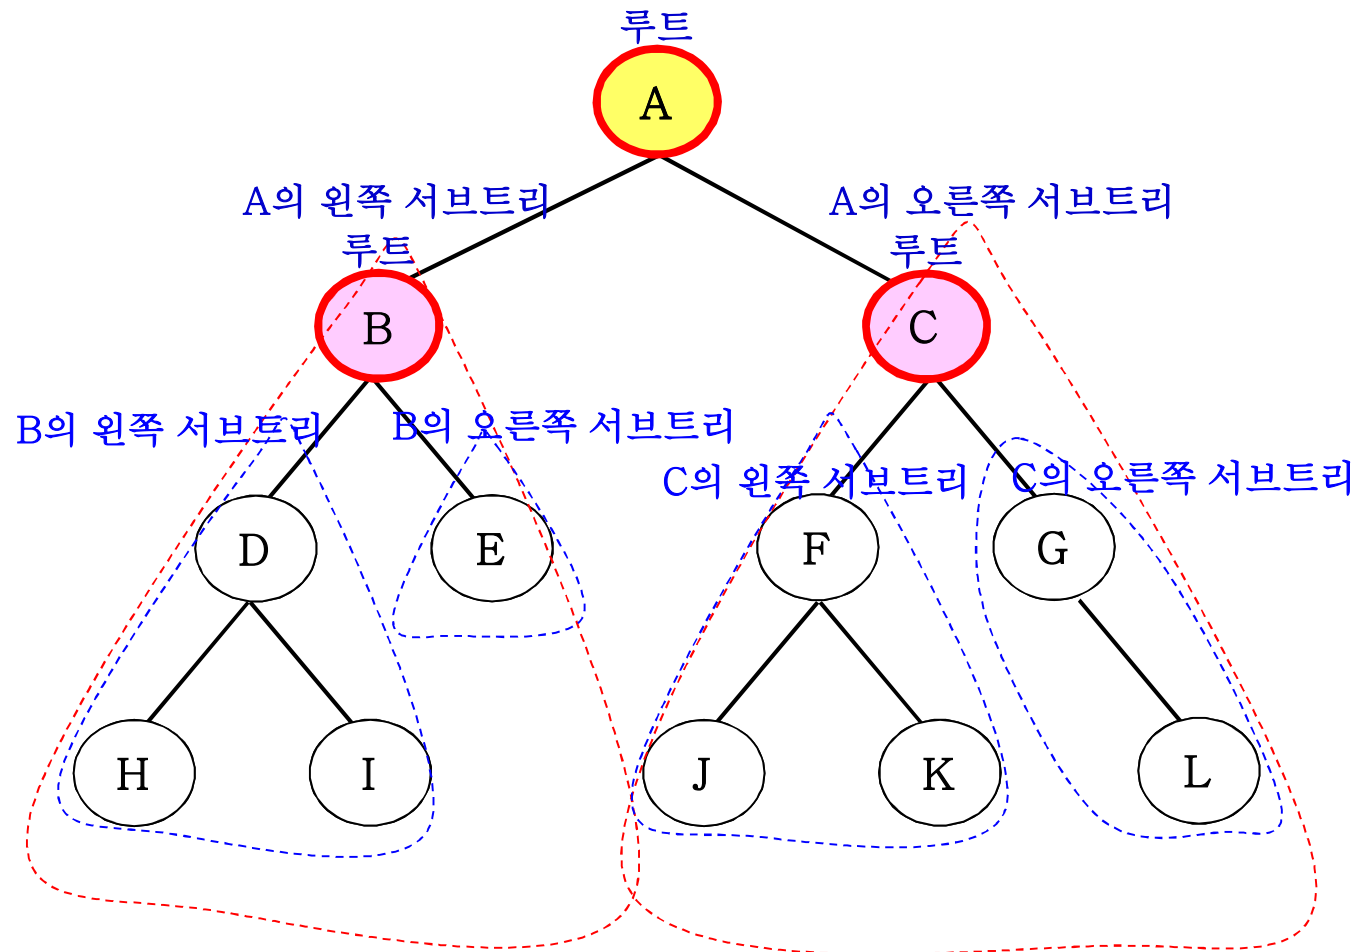 루트
A
A의 왼쪽 서브트리
A의 오른쪽 서브트리
루트
루트
B
C
B의 왼쪽 서브트리
B의 오른쪽 서브트리
C의 왼쪽 서브트리
C의 오른쪽 서브트리
D
E
F
G
H
I
J
K
L